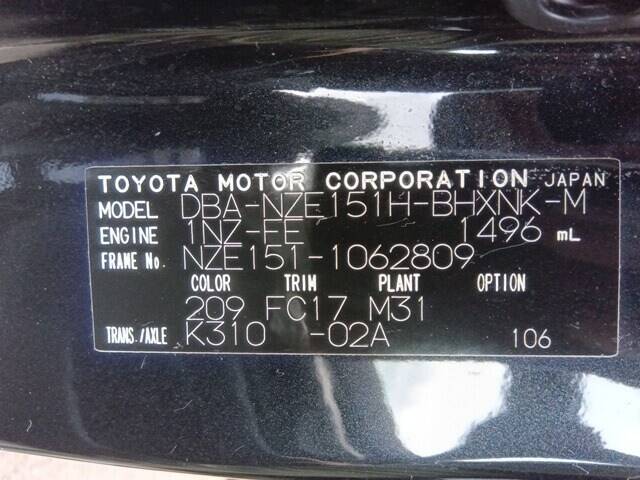 TOYOTA MOTOR CORPORATION JAPAN
MODEL DBA-NZE151H-BHXNK-M
ENGINE 1NZ-FE 1496 mL
FRAME No. NZE151-1062809
COLOR TRIM PLANT OPTION
209 FC17 M31
TRANS./AXLE K310 -02A 106